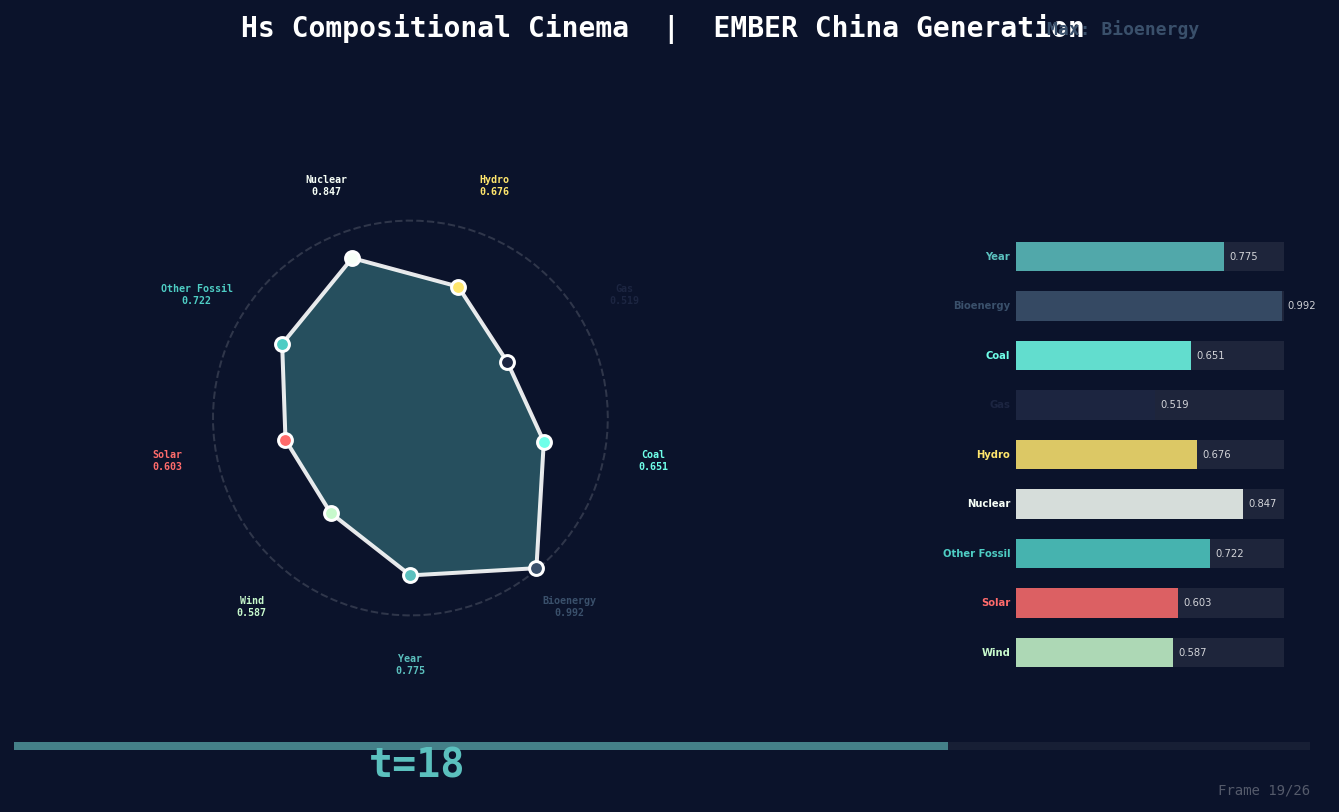 Hs Compositional Cinema | EMBER China Generation
Max: Bioenergy
Nuclear
0.847
Hydro
0.676
Other Fossil
0.722
Gas
0.519
Solar
0.603
Coal
0.651
Wind
0.587
Bioenergy
0.992
Year
0.775
Year 0.775
Bioenergy 0.992
Coal 0.651
Gas 0.519
Hydro 0.676
Nuclear 0.847
Other Fossil 0.722
Solar 0.603
Wind 0.587
t=18
Frame 19/26